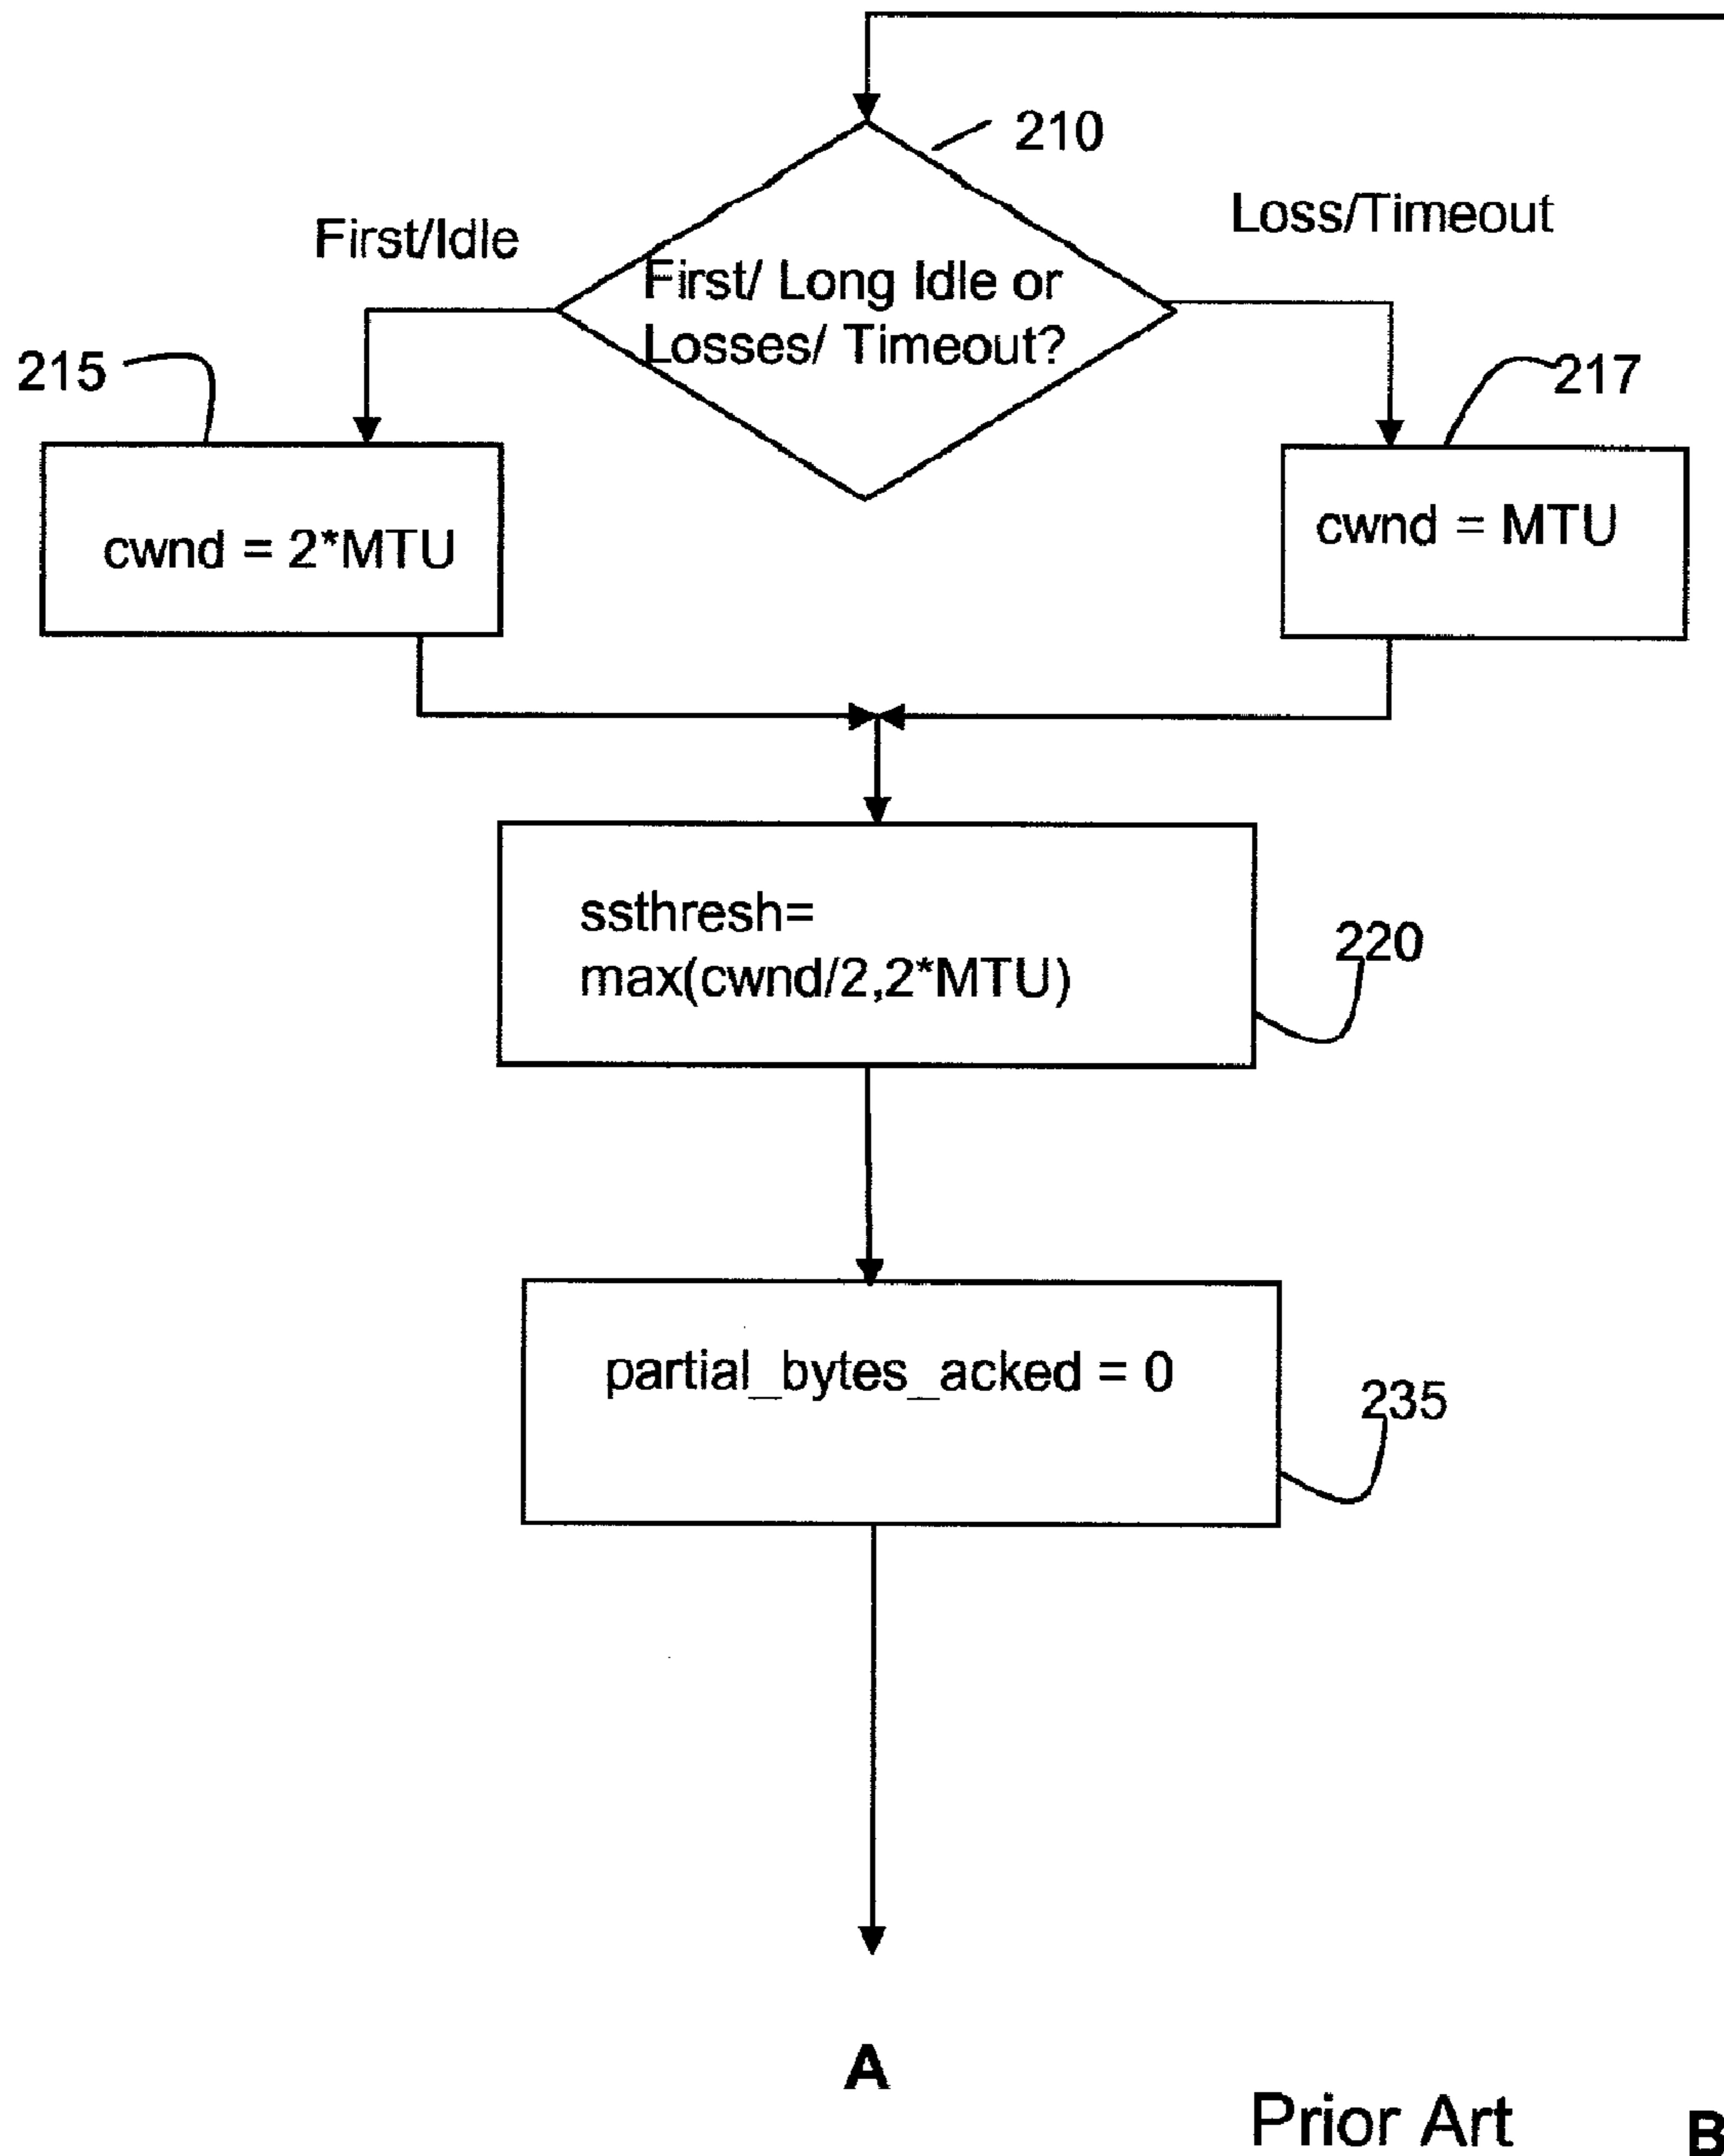 210
First/Idle
Loss/Timeout
First/ Long Idle or
Losses/ Timeout?
215
217
cwnd = 2*MTU
cwnd = MTU
ssthresh=
max(cwnd/2,2*MTU)
220
partial_bytes_acked = 0
235
A
Prior Art
B